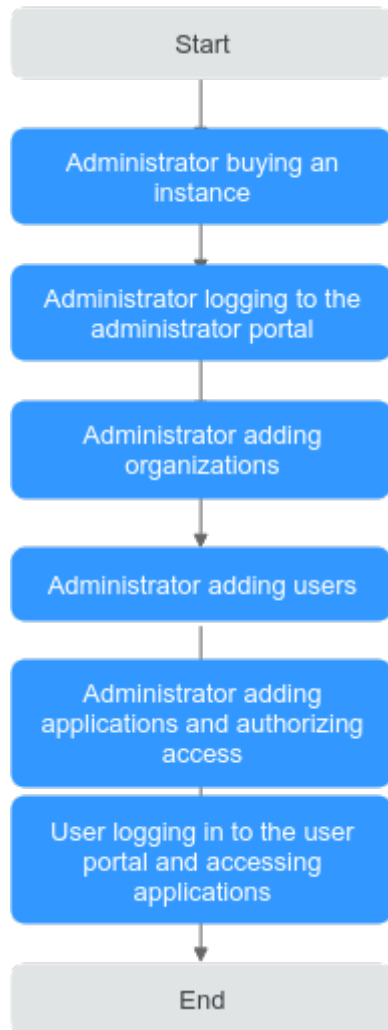 Start
Administrator buying an
instance
Administrator logging to the
administrator portal
Administrator adding
organizations
Administrator adding users
Administrator adding
applications and authorizing
access
User logging in to the user
portal and accessing
applications
End